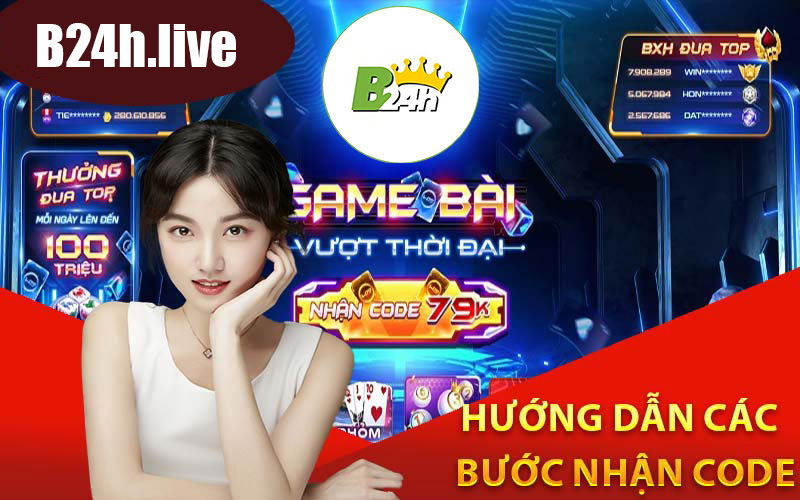 B24h.live
B24h
BXH ĐUA TOP
7.908.289 WIN********
5.067.984 HON********
2.567.686 DAT********
TIE******** 280.610.856
THƯỞNG
ĐUA TOP
MỖI NGÀY LÊN ĐẾN
100
TRIỆU
GAME BÀI
VƯỢT THỜI ĐẠI
NHẬN CODE 79K
PHỎM
HƯỚNG DẪN CÁC
BƯỚC NHẬN CODE